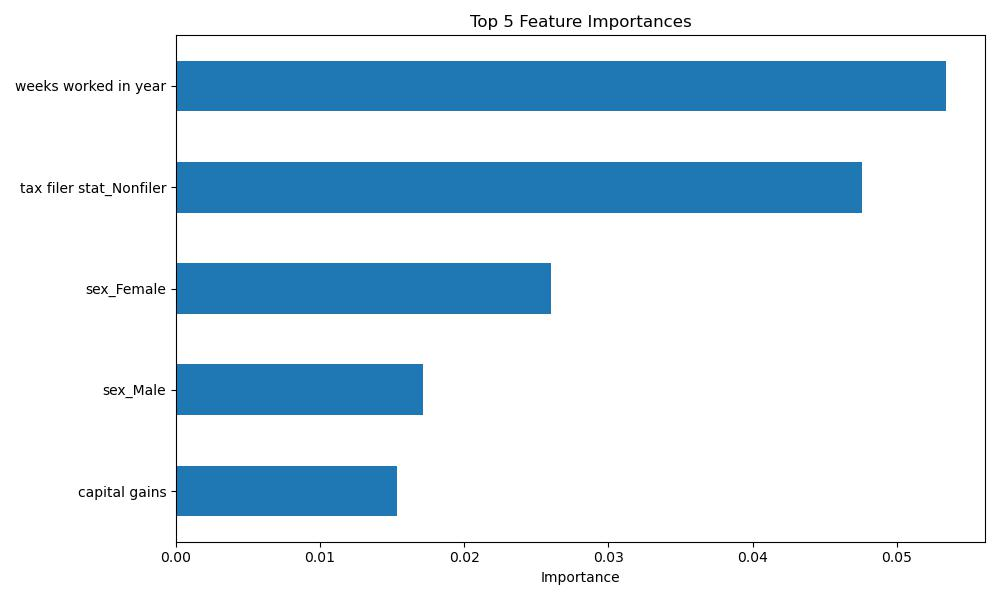 Top 5 Feature Importances
weeks worked in year
tax filer stat_Nonfiler
sex_Female
sex_Male
capital gains
0.00 0.01 0.02 0.03 0.04 0.05
Importance